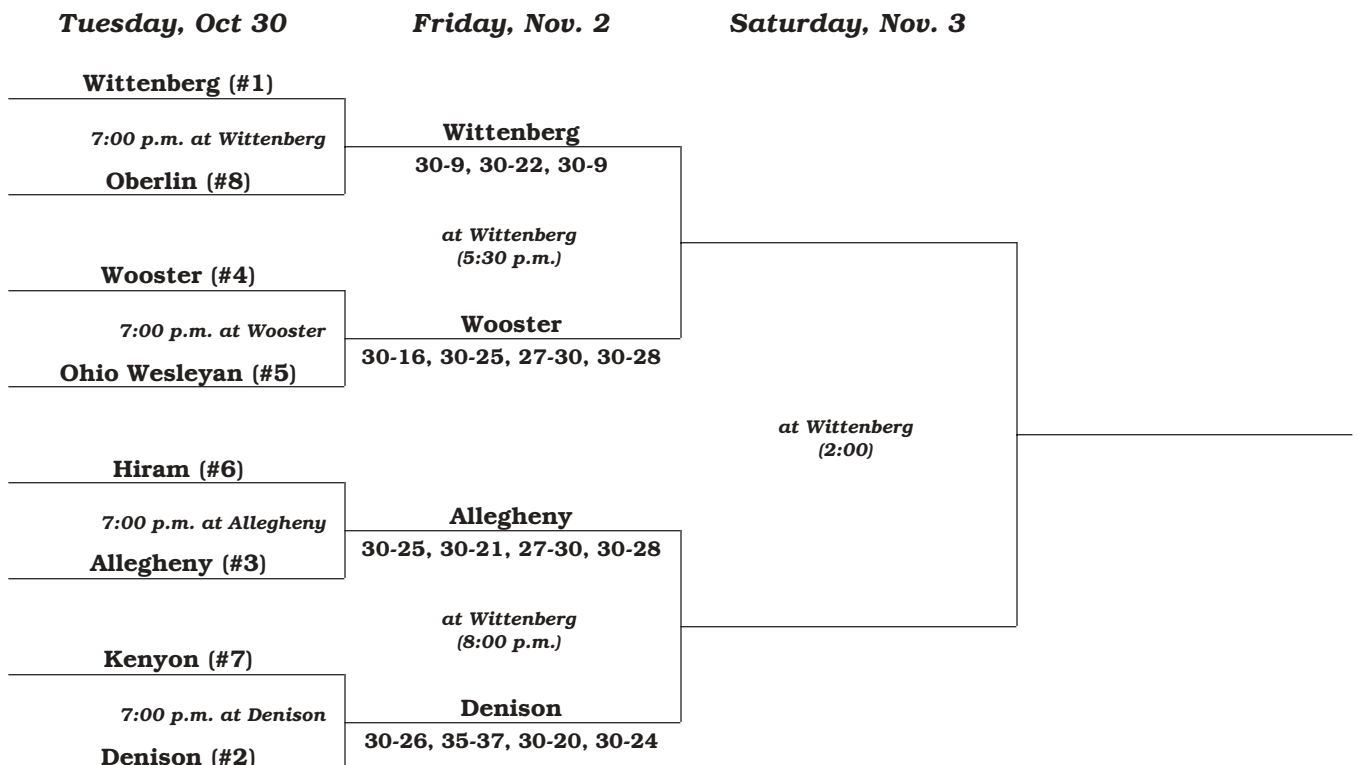 Tuesday, Oct 30
Friday, Nov. 2
Saturday, Nov. 3
Wittenberg (#1)
7:00 p.m. at Wittenberg
Oberlin (#8)
Wittenberg
30-9, 30-22, 30-9
at Wittenberg
(5:30 p.m.)
Wooster (#4)
7:00 p.m. at Wooster
Ohio Wesleyan (#5)
Wooster
30-16, 30-25, 27-30, 30-28
at Wittenberg
(2:00)
Hiram (#6)
7:00 p.m. at Allegheny
Allegheny (#3)
Allegheny
30-25, 30-21, 27-30, 30-28
at Wittenberg
(8:00 p.m.)
Kenyon (#7)
7:00 p.m. at Denison
Denison (#2)
Denison
30-26, 35-37, 30-20, 30-24